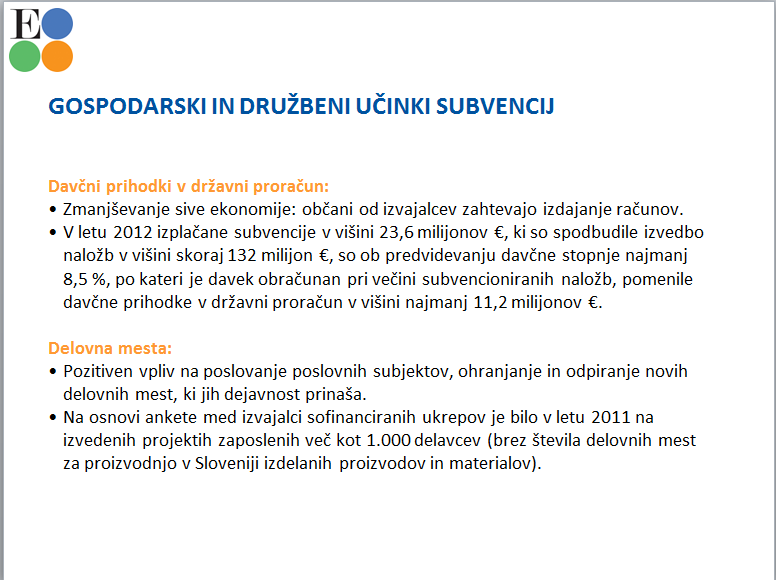 E
GOSPODARSKI IN DRUŽBENI UČINKI SUBVENCIJ
Davčni prihodki v državni proračun:
• Zmanjševanje sive ekonomije: občani od izvajalcev zahtevajo izdajanje računov.
• V letu 2012 izplačane subvencije v višini 23,6 milijonov €, ki so spodbudile izvedbo
naložb v višini skoraj 132 milijon €, so ob predvidevanju davčne stopnje najmanj
8,5 %, po kateri je davek obračunan pri večini subvencioniranih naložb, pomenile
davčne prihodke v državni proračun v višini najmanj 11,2 milijonov €.
Delovna mesta:
• Pozitiven vpliv na poslovanje poslovnih subjektov, ohranjanje in odpiranje novih
delovnih mest, ki jih dejavnost prinaša.
• Na osnovi ankete med izvajalci sofinanciranih ukrepov je bilo v letu 2011 na
izvedenih projektih zaposlenih več kot 1.000 delavcev (brez števila delovnih mest
za proizvodnjo v Sloveniji izdelanih proizvodov in materialov).